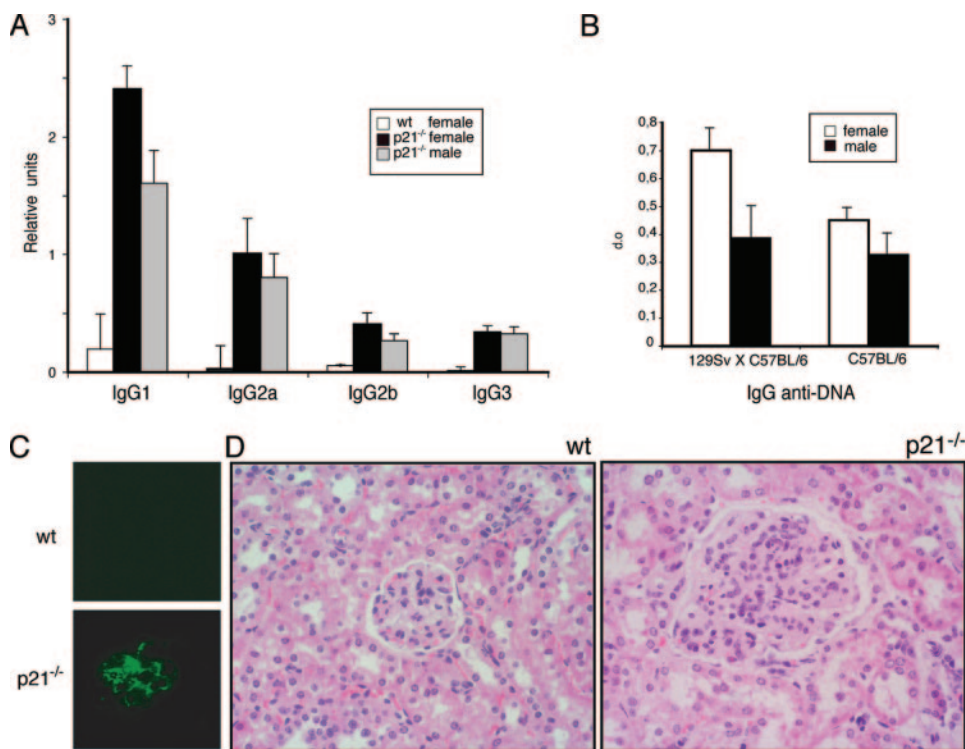 A
3
2
1
0
Relative units
wt female
p21-/- female
p21-/- male
IgG1
IgG2a
IgG2b
IgG3
B
0,8
0,7
0,6
0,5
0,4
0,3
0,2
0,1
0
d.o
female
male
129Sv X C57BL/6
C57BL/6
IgG anti-DNA
C
wt
p21-/-
D
wt
p21-/-